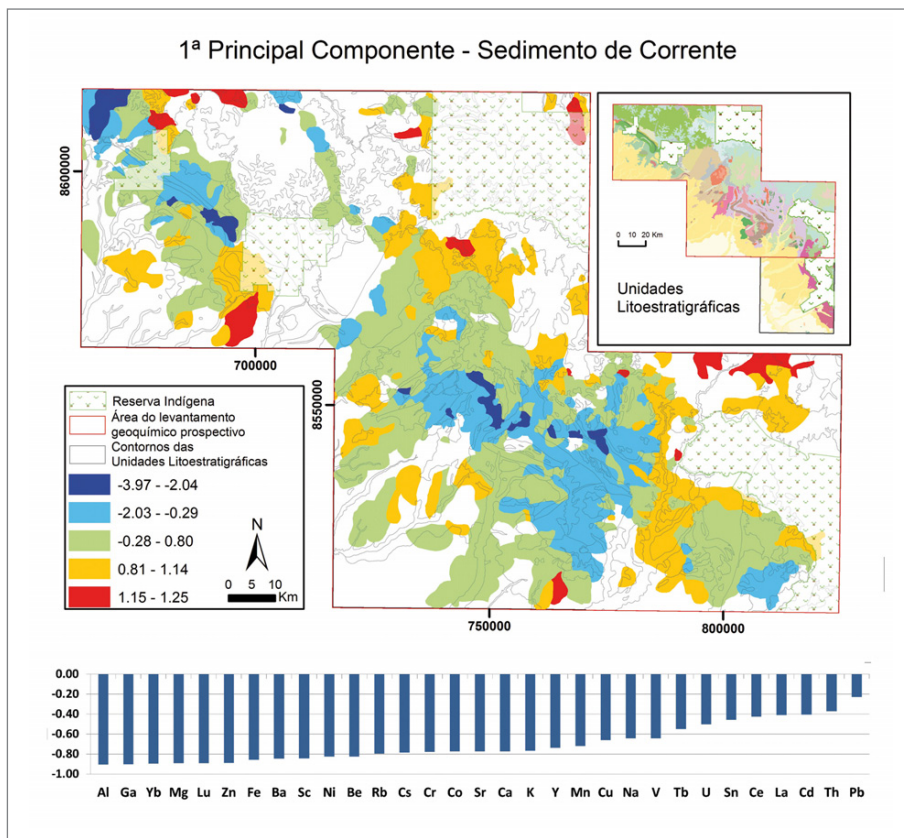 1ª Principal Componente - Sedimento de Corrente
8600000
700000
0 10 20 Km
Unidades
Litoestratigráficas
8550000
Reserva Indígena
Área do levantamento
geoquímico prospectivo
Contornos das
Unidades Litoestratigráficas
-3.97 - -2.04
-2.03 - -0.29
-0.28 - 0.80
0.81 - 1.14
1.15 - 1.25
N
0 5 10
Km
750000
800000
0.00
-0.20
-0.40
-0.60
-0.80
-1.00
Al Ga Yb Mg Lu Zn Fe Ba Sc Ni Be Rb Cs Cr Co Sr Ca K Y Mn Cu Na V Tb U Sn Ce La Cd Th Pb